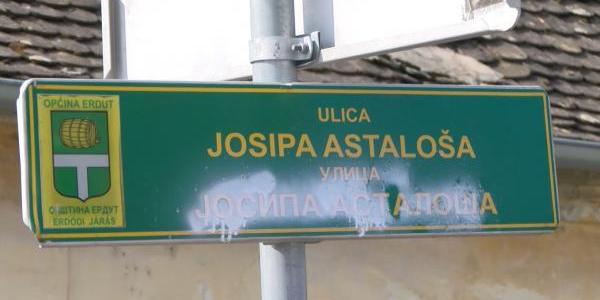 OPĆINA ERDUT
ОПШТИНА ЕРДУТ
ERDŐDI JÁRÁS
ULICA
JOSIPA ASTALOŠA
УЛИЦА
ЈОСИПА АСТАЛОША